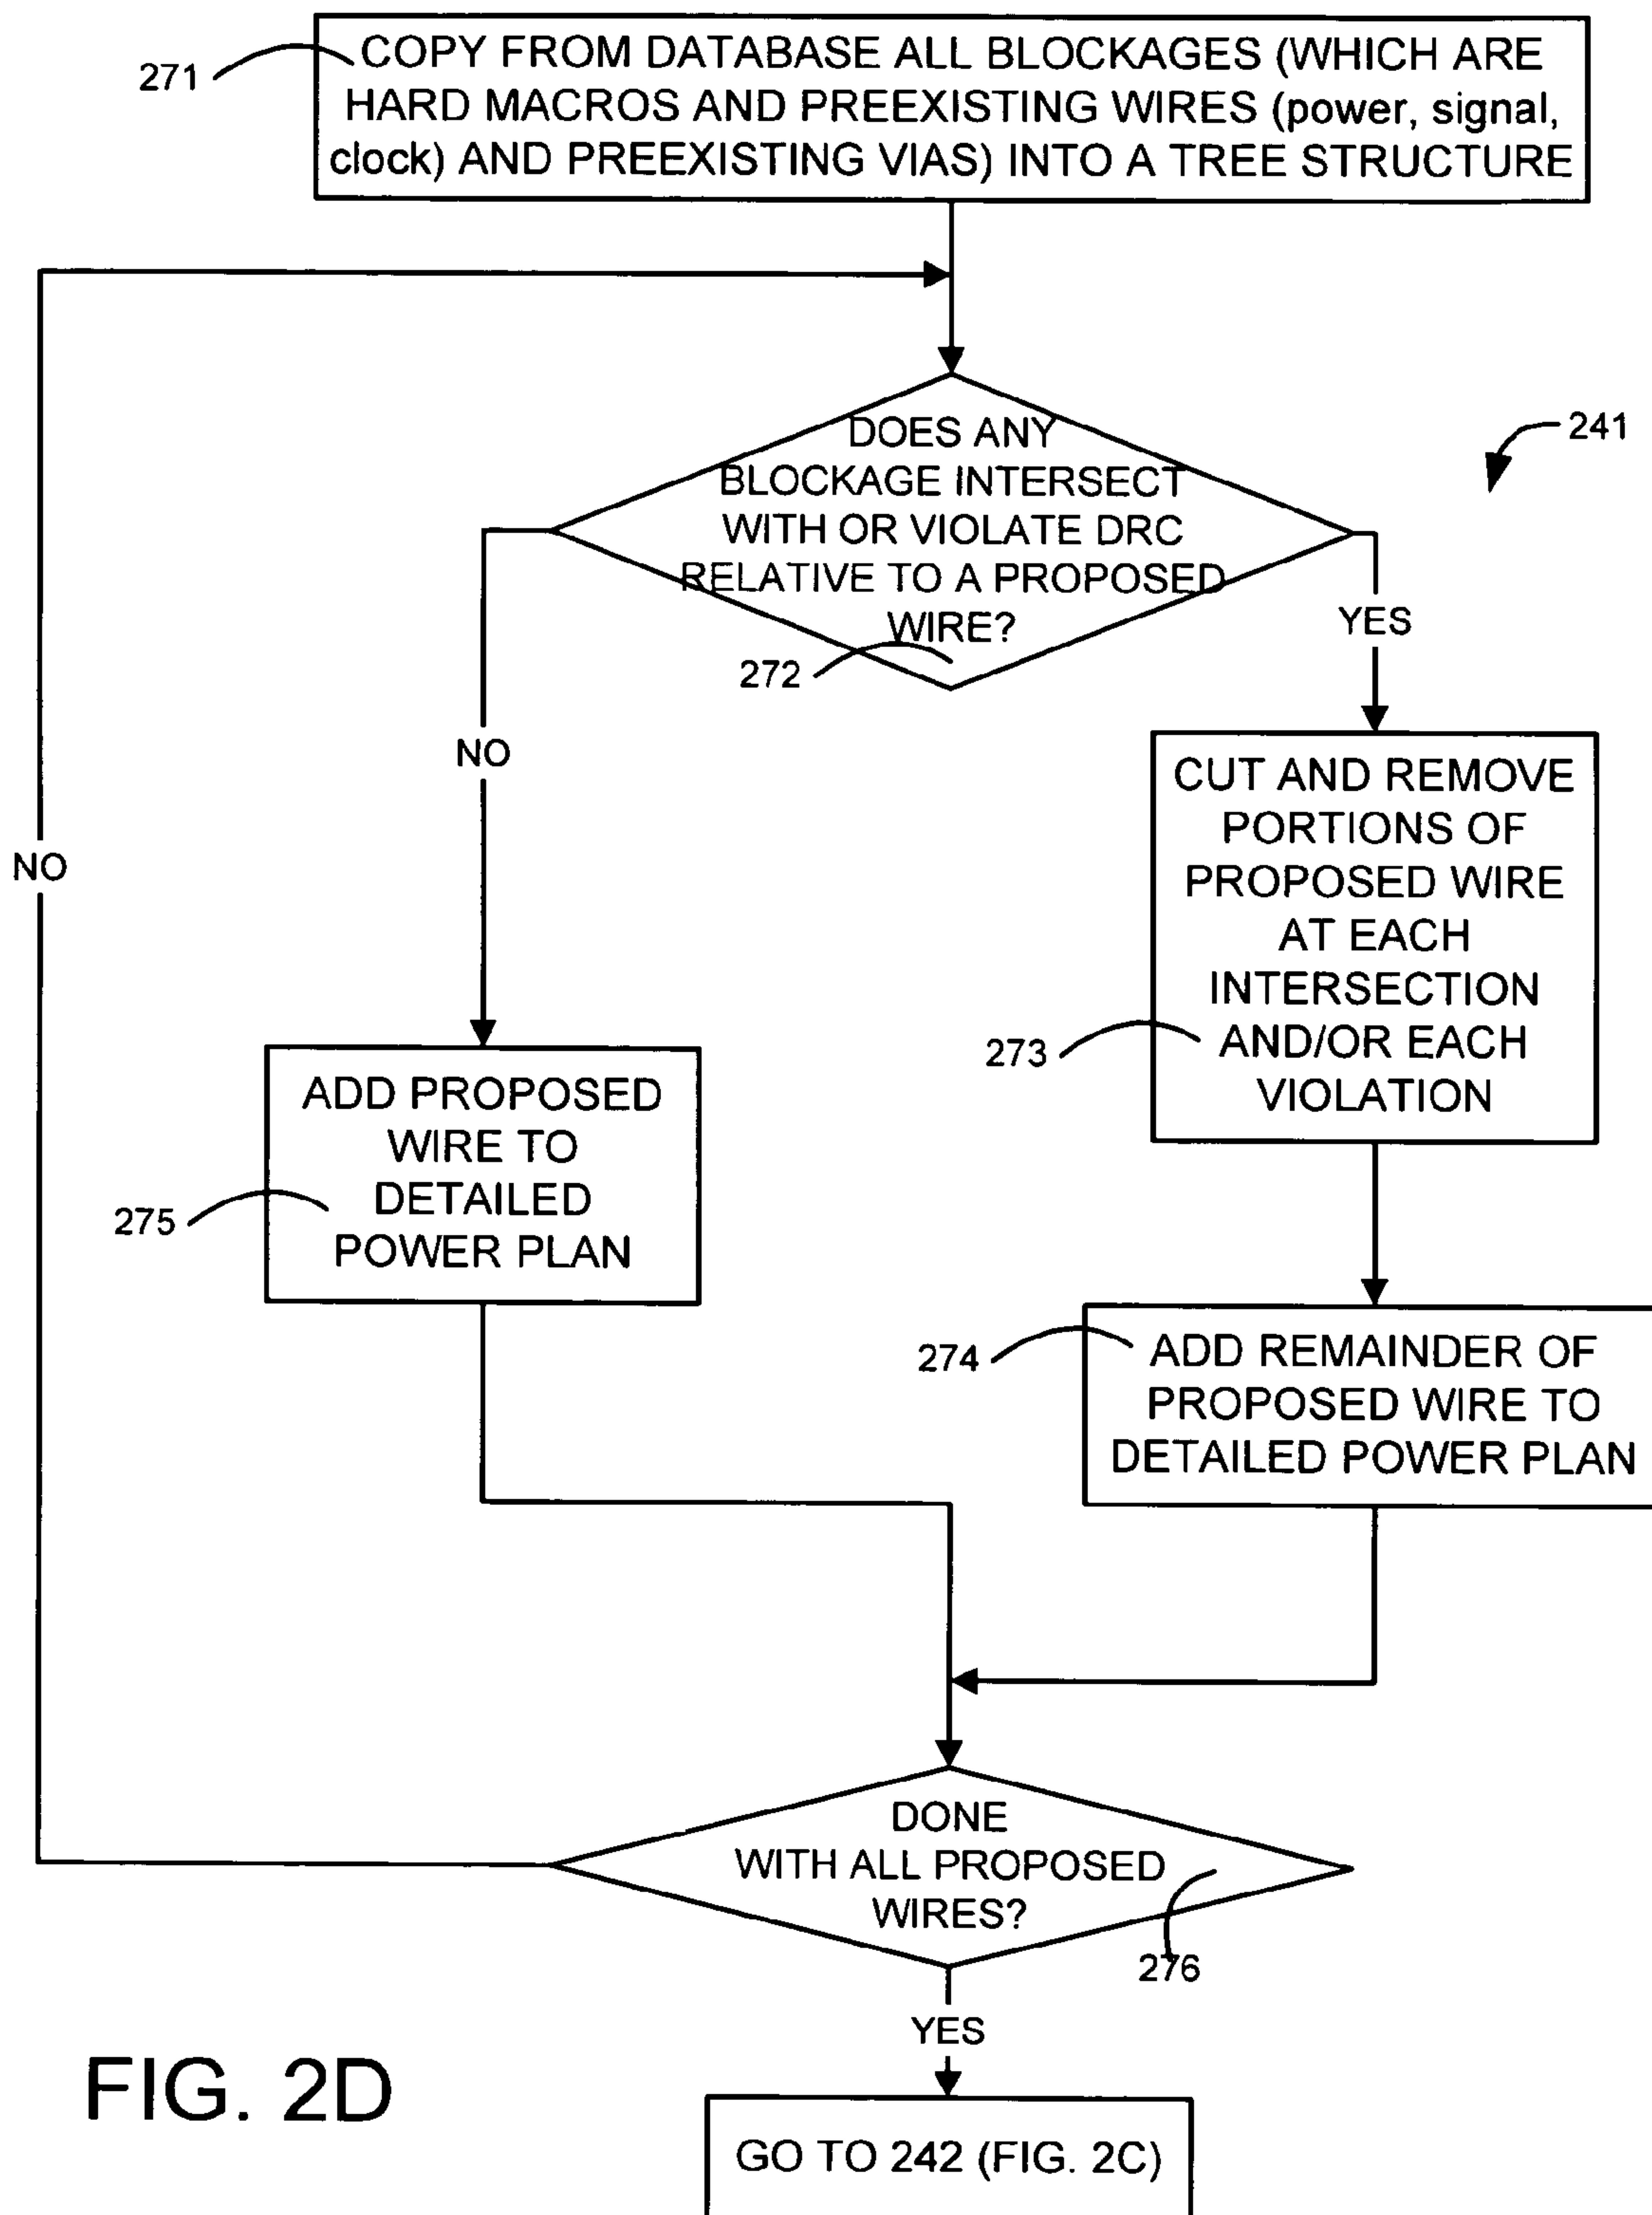 271
COPY FROM DATABASE ALL BLOCKAGES (WHICH ARE
HARD MACROS AND PREEXISTING WIRES (power, signal,
clock) AND PREEXISTING VIAS) INTO A TREE STRUCTURE
241
DOES ANY
BLOCKAGE INTERSECT
WITH OR VIOLATE DRC
RELATIVE TO A PROPOSED
WIRE?
272
YES
NO
NO
CUT AND REMOVE
PORTIONS OF
PROPOSED WIRE
AT EACH
INTERSECTION
AND/OR EACH
VIOLATION
273
ADD PROPOSED
WIRE TO
DETAILED
POWER PLAN
275
274
ADD REMAINDER OF
PROPOSED WIRE TO
DETAILED POWER PLAN
DONE
WITH ALL PROPOSED
WIRES?
276
YES
GO TO 242 (FIG. 2C)
FIG. 2D